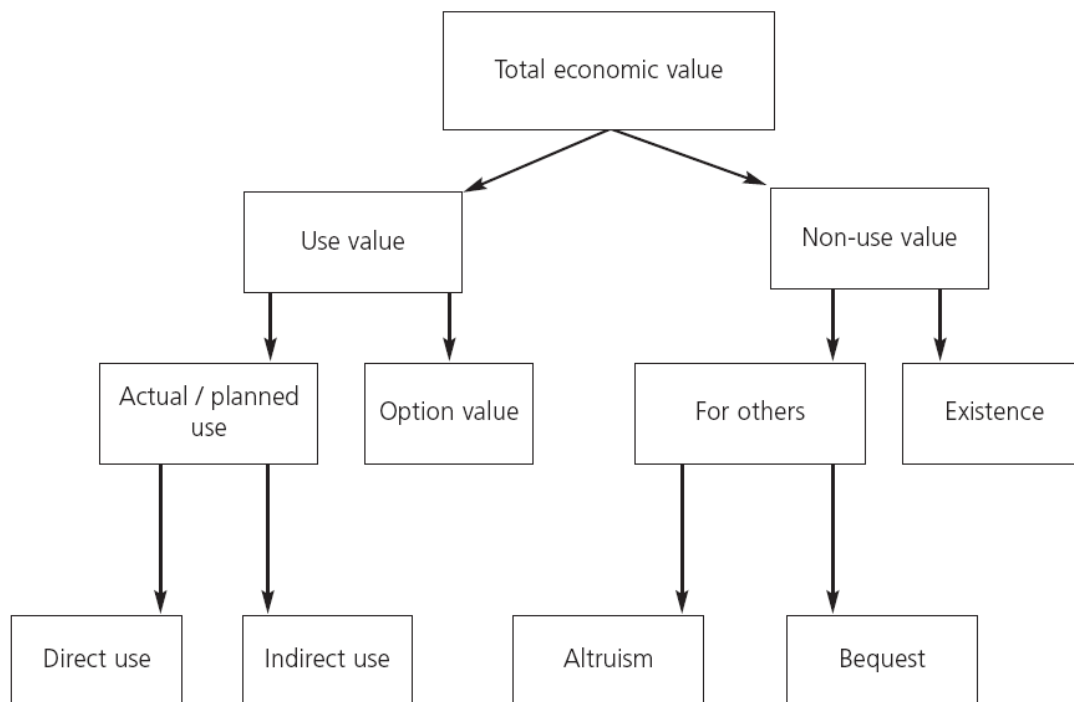 Total economic value
Use value
Non-use value
Actual / planned
use
Option value
For others
Existence
Direct use
Indirect use
Altruism
Bequest